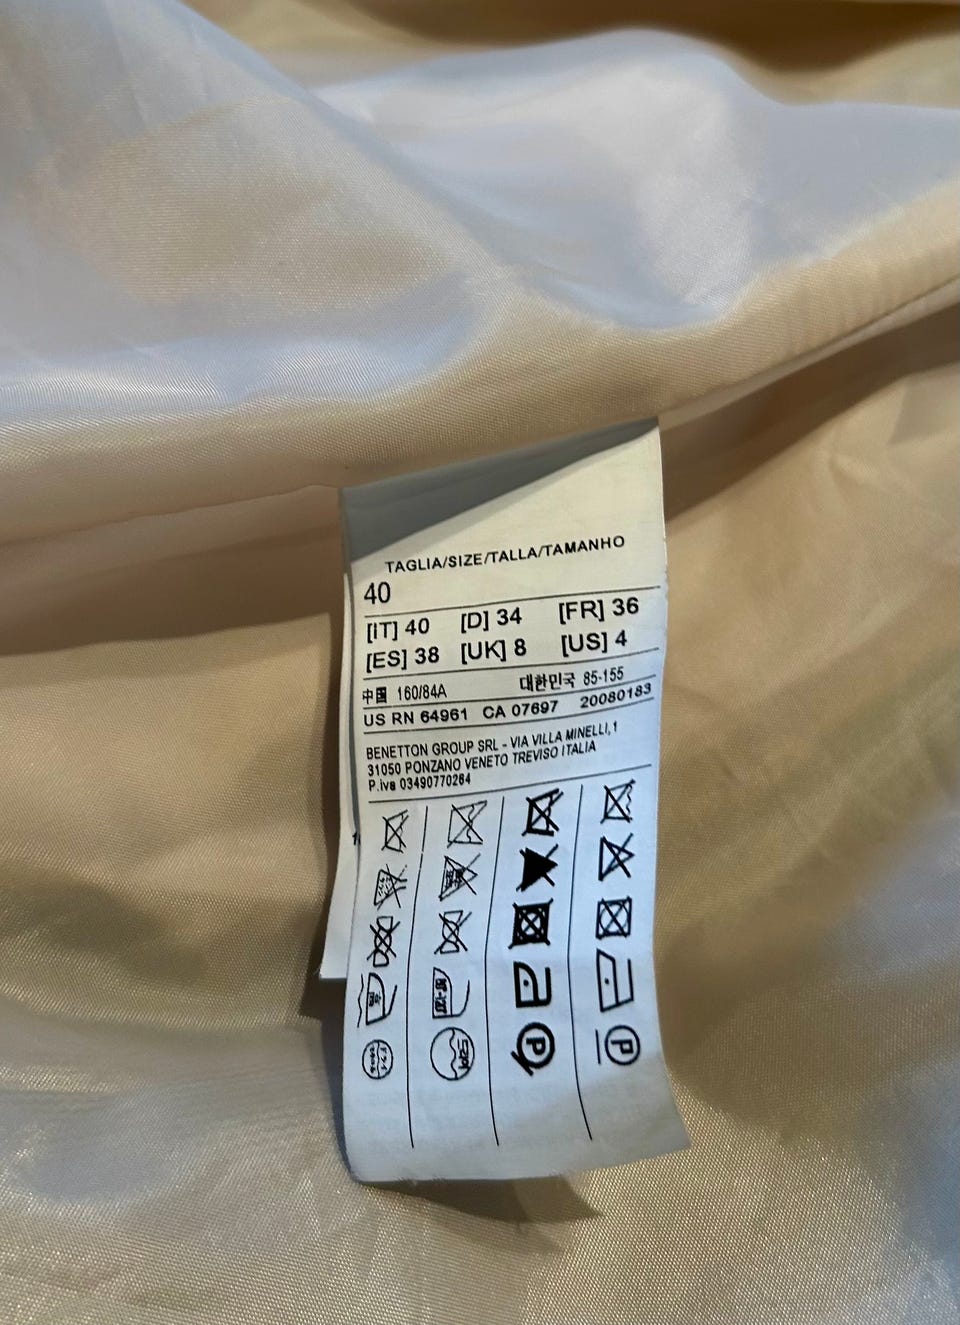 TAGLIA/SIZE/TALLA/TAMANHO
40
[IT] 40 [D] 34 [FR] 36
[ES] 38 [UK] 8 [US] 4
中国 160/84A 대한민국 85-155
US RN 64961 CA 07697 20080183
BENETTON GROUP SRL - VIA VILLA MINELLI,1
31050 PONZANO VENETO TREVISO ITALIA
P.iva 03490770264
P
P